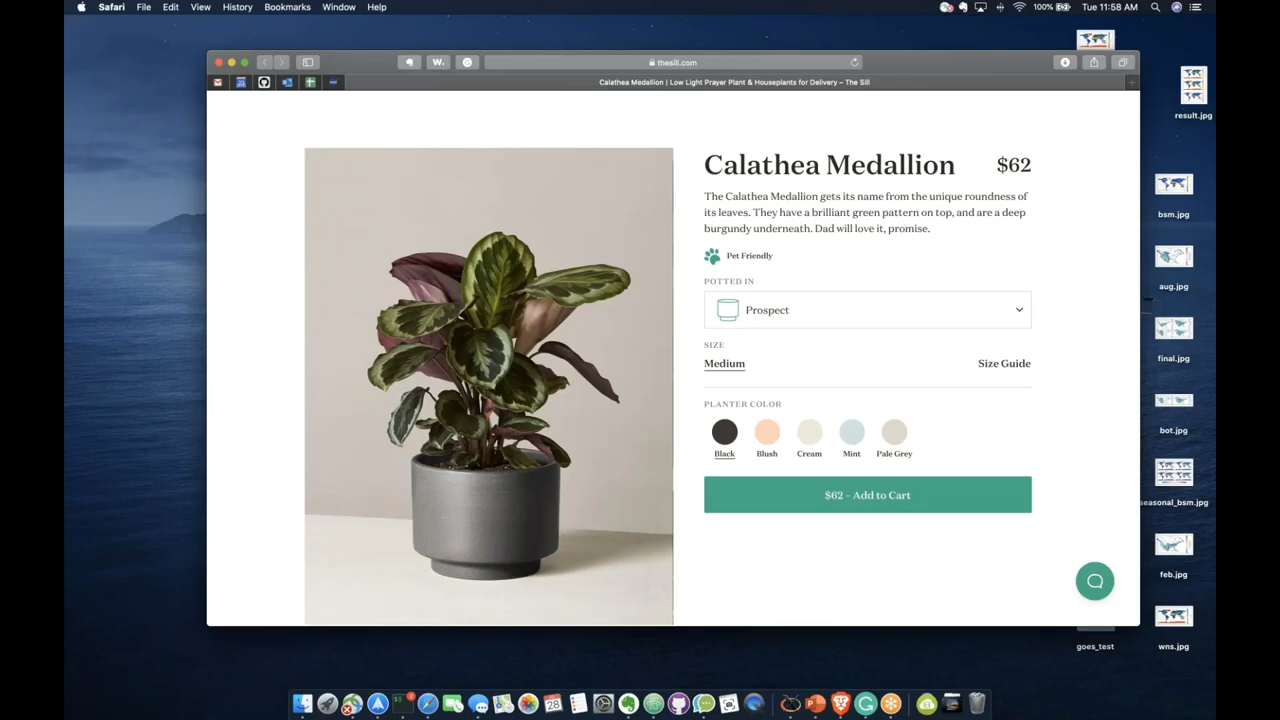 Safari File Edit View History Bookmarks Window Help
100% Tue 11:58 AM
thesill.com
Calathea Medallion | Low Light Prayer Plant & Houseplants for Delivery – The Sill
Calathea Medallion $62
The Calathea Medallion gets its name from the unique roundness of
its leaves. They have a brilliant green pattern on top, and are a deep
burgundy underneath. Dad will love it, promise.
Pet Friendly
POTTED IN
Prospect
SIZE
Medium Size Guide
PLANTER COLOR
Black Blush Cream Mint Pale Grey
$62 – Add to Cart
result.jpg
bsm.jpg
aug.jpg
final.jpg
bot.jpg
seasonal_bsm.jpg
feb.jpg
goes_test wns.jpg
28